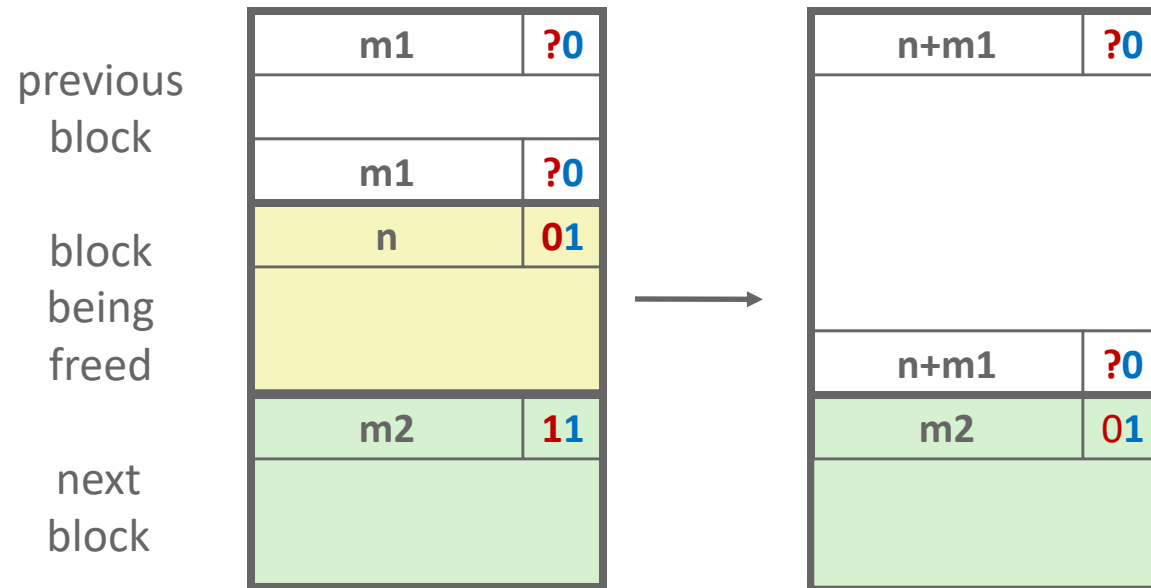 m1 ?0 n+m1 ?0
previous
block
m1 ?0
n 01
block
being
freed
n+m1 ?0
m2 11 m2 01
next
block